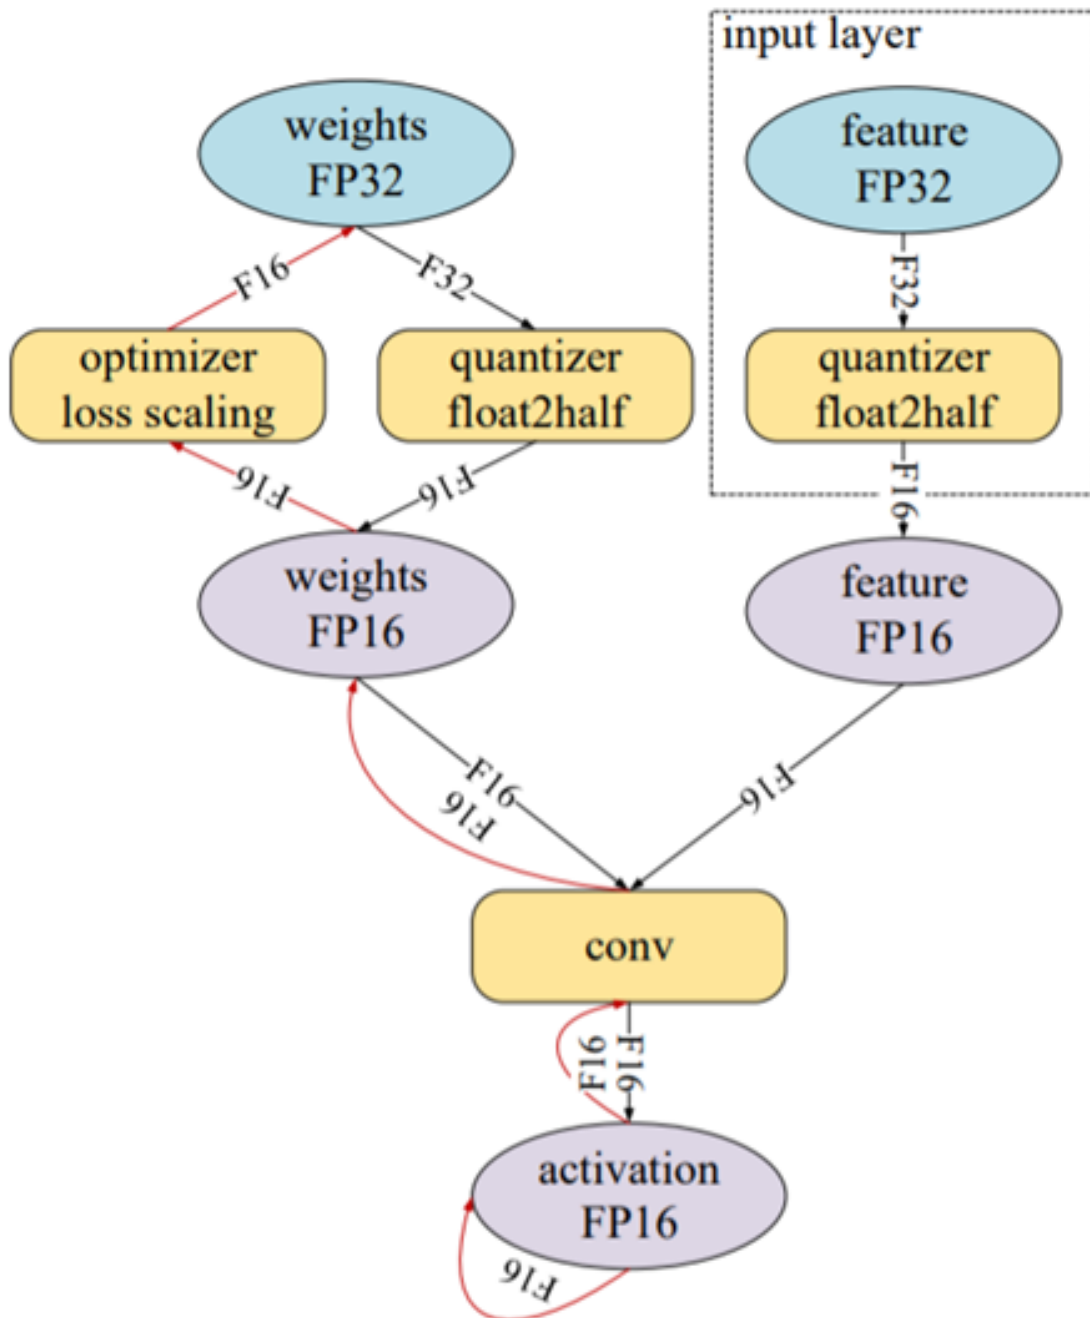 input layer
weights
FP32
feature
FP32
F16
F32
F32
optimizer
loss scaling
quantizer
float2half
quantizer
float2half
F16
F16
F16
weights
FP16
feature
FP16
F16
F16
F16
conv
F16
F16
activation
FP16
F16